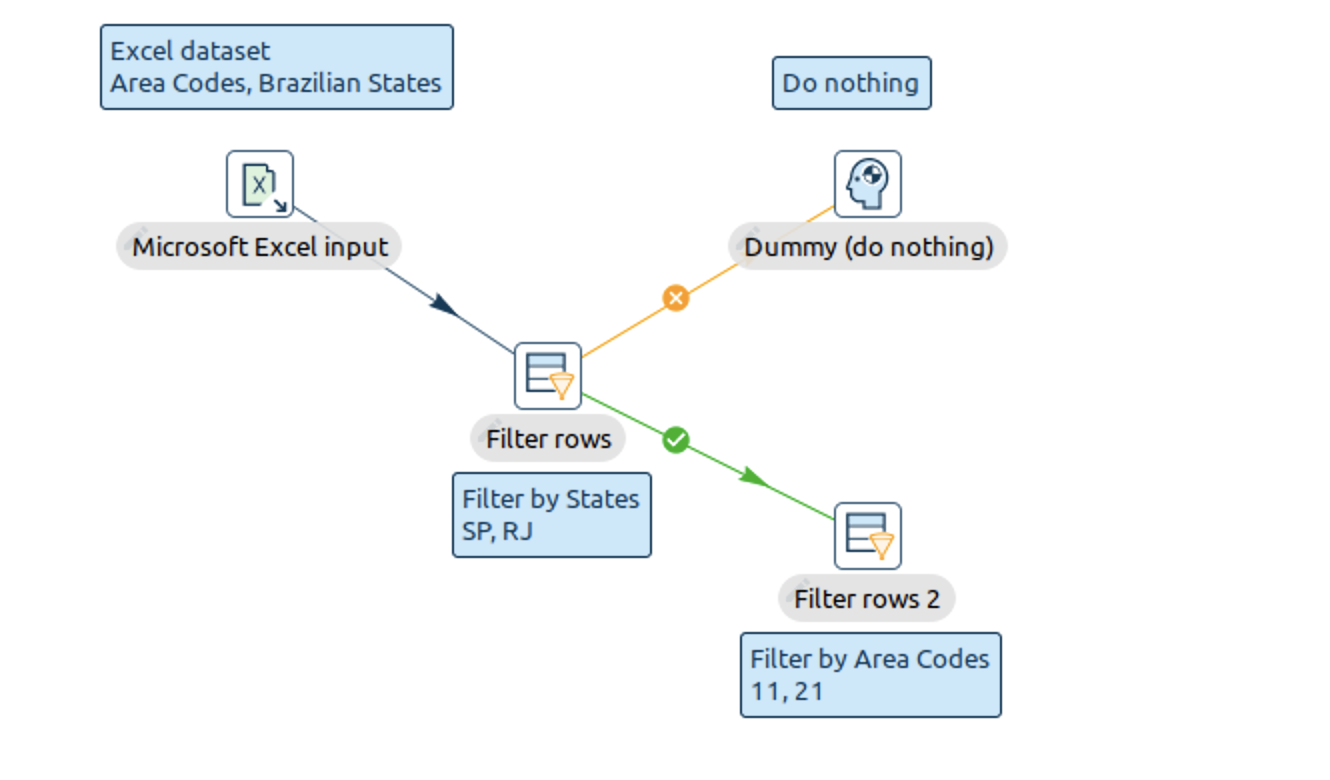 Excel dataset
Area Codes, Brazilian States
Do nothing
X
Microsoft Excel input
Dummy (do nothing)
Filter rows
Filter by States
SP, RJ
Filter rows 2
Filter by Area Codes
11, 21